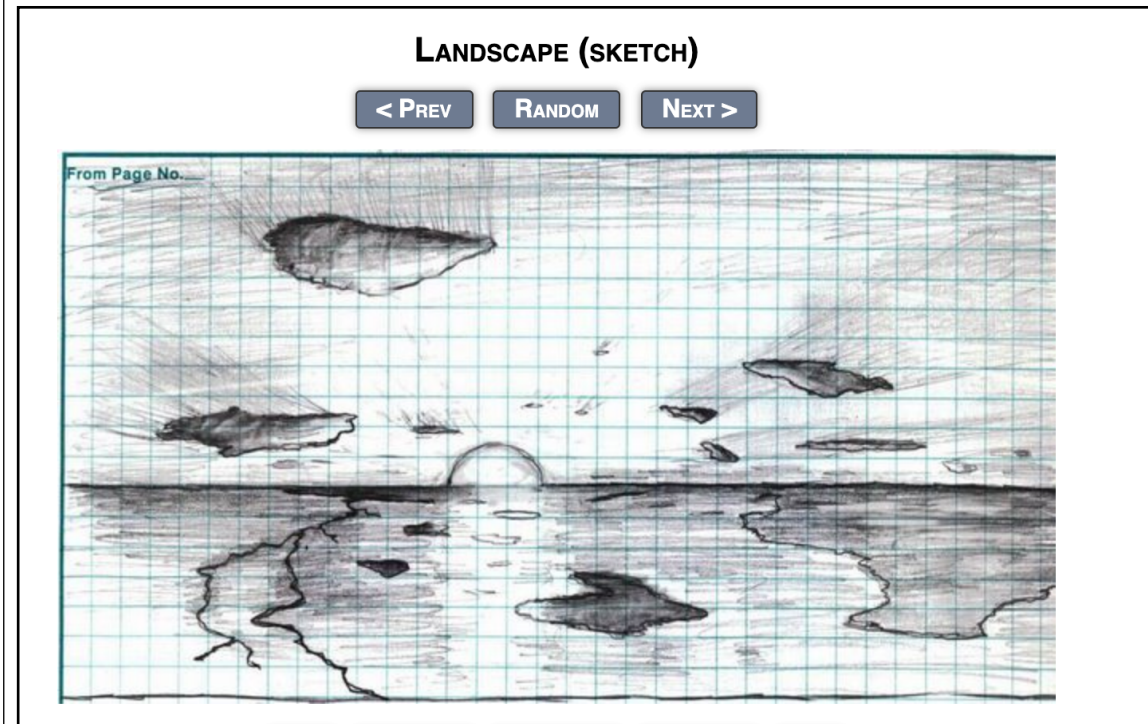 Landscape (sketch)
< Prev Random Next >
From Page No.